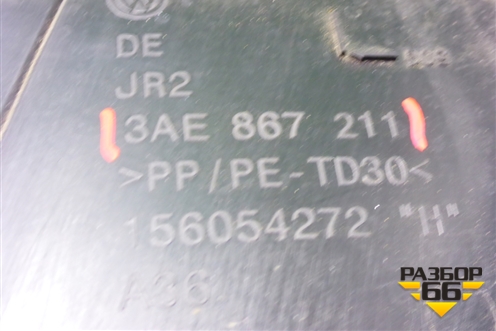 DE
JR2
3AE 867 211
>PP/PE-TD30<
156054272 "H"
РАЗБОР
66